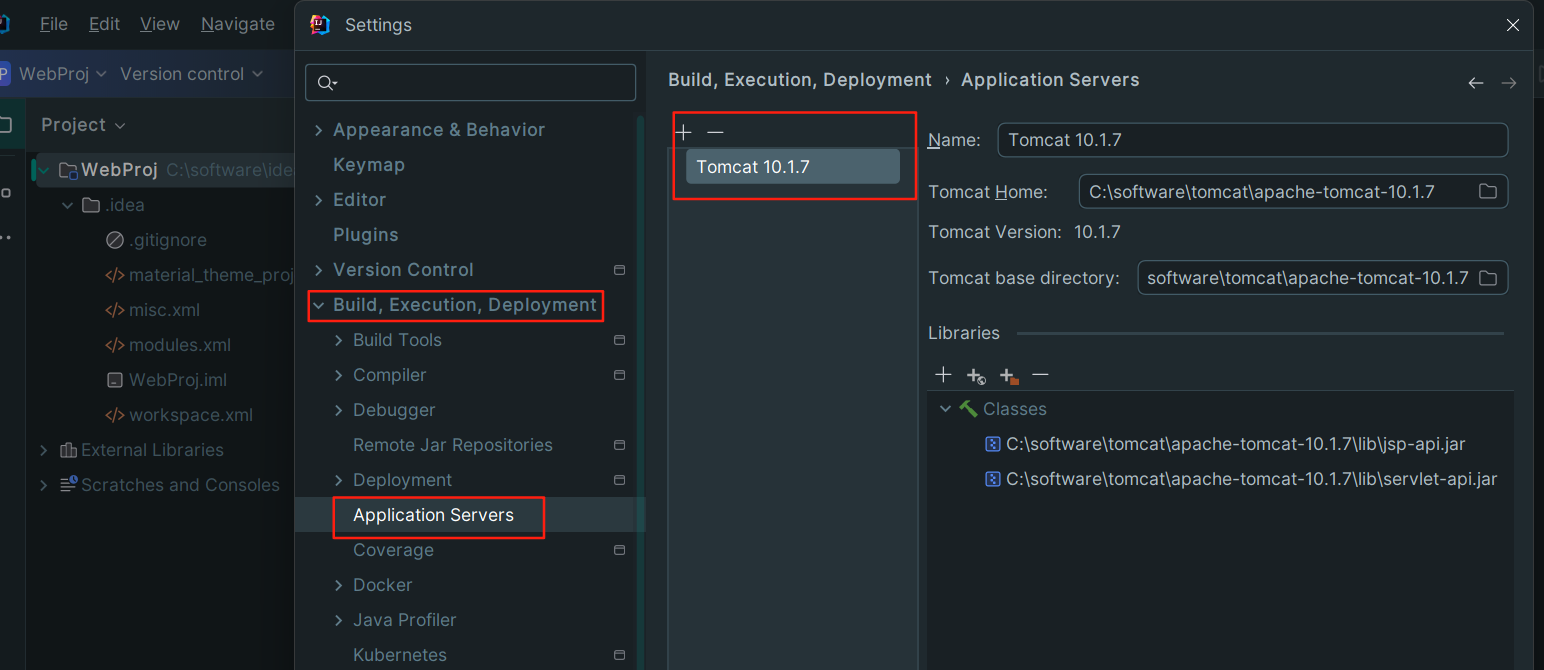 File Edit View Navigate
Settings
WebProj Version control
Build, Execution, Deployment › Application Servers
Project
WebProj C:\software\idea
.idea
.gitignore
material_theme_proj
misc.xml
modules.xml
WebProj.iml
workspace.xml
External Libraries
Scratches and Consoles
Appearance & Behavior
Keymap
Editor
Plugins
Version Control
Build, Execution, Deployment
Build Tools
Compiler
Debugger
Remote Jar Repositories
Deployment
Application Servers
Coverage
Docker
Java Profiler
Kubernetes
Tomcat 10.1.7
Name: Tomcat 10.1.7
Tomcat Home: C:\software\tomcat\apache-tomcat-10.1.7
Tomcat Version: 10.1.7
Tomcat base directory: software\tomcat\apache-tomcat-10.1.7
Libraries
Classes
C:\software\tomcat\apache-tomcat-10.1.7\lib\jsp-api.jar
C:\software\tomcat\apache-tomcat-10.1.7\lib\servlet-api.jar